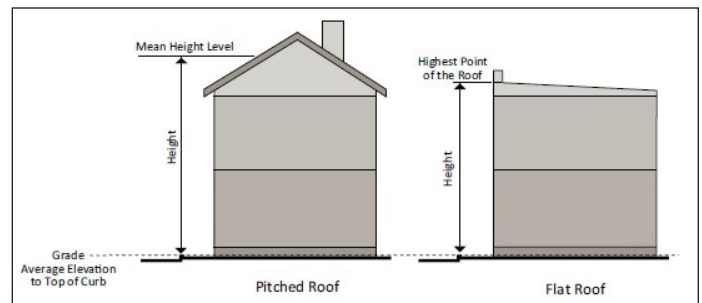 Mean Height Level
Highest Point
of the Roof
Height
Height
Grade
Average Elevation
to Top of Curb
Pitched Roof
Flat Roof